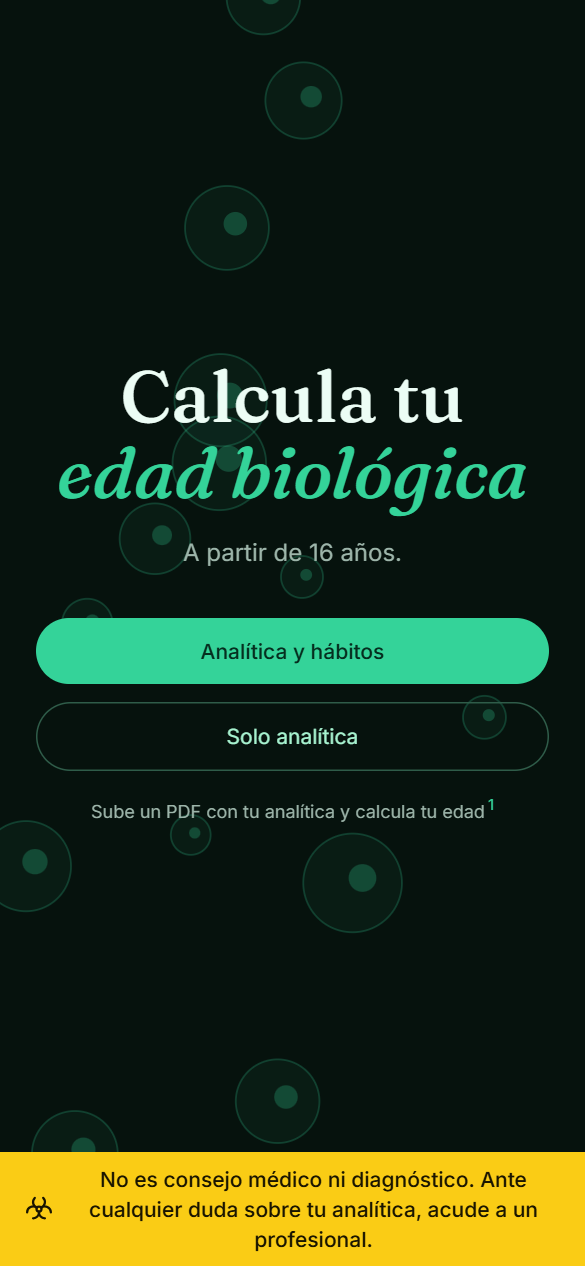 Calcula tu
edad biológica
A partir de 16 años.
Analítica y hábitos
Solo analítica
Sube un PDF con tu analítica y calcula tu edad 1
No es consejo médico ni diagnóstico. Ante
cualquier duda sobre tu analítica, acude a un
profesional.